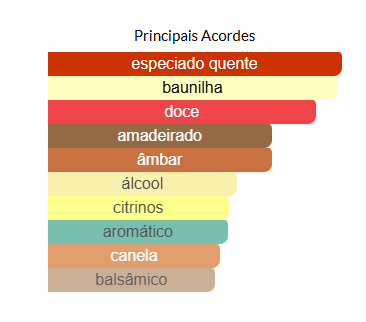 Principais Acordes
especiado quente
baunilha
doce
amadeirado
âmbar
álcool
citrinos
aromático
canela
balsâmico